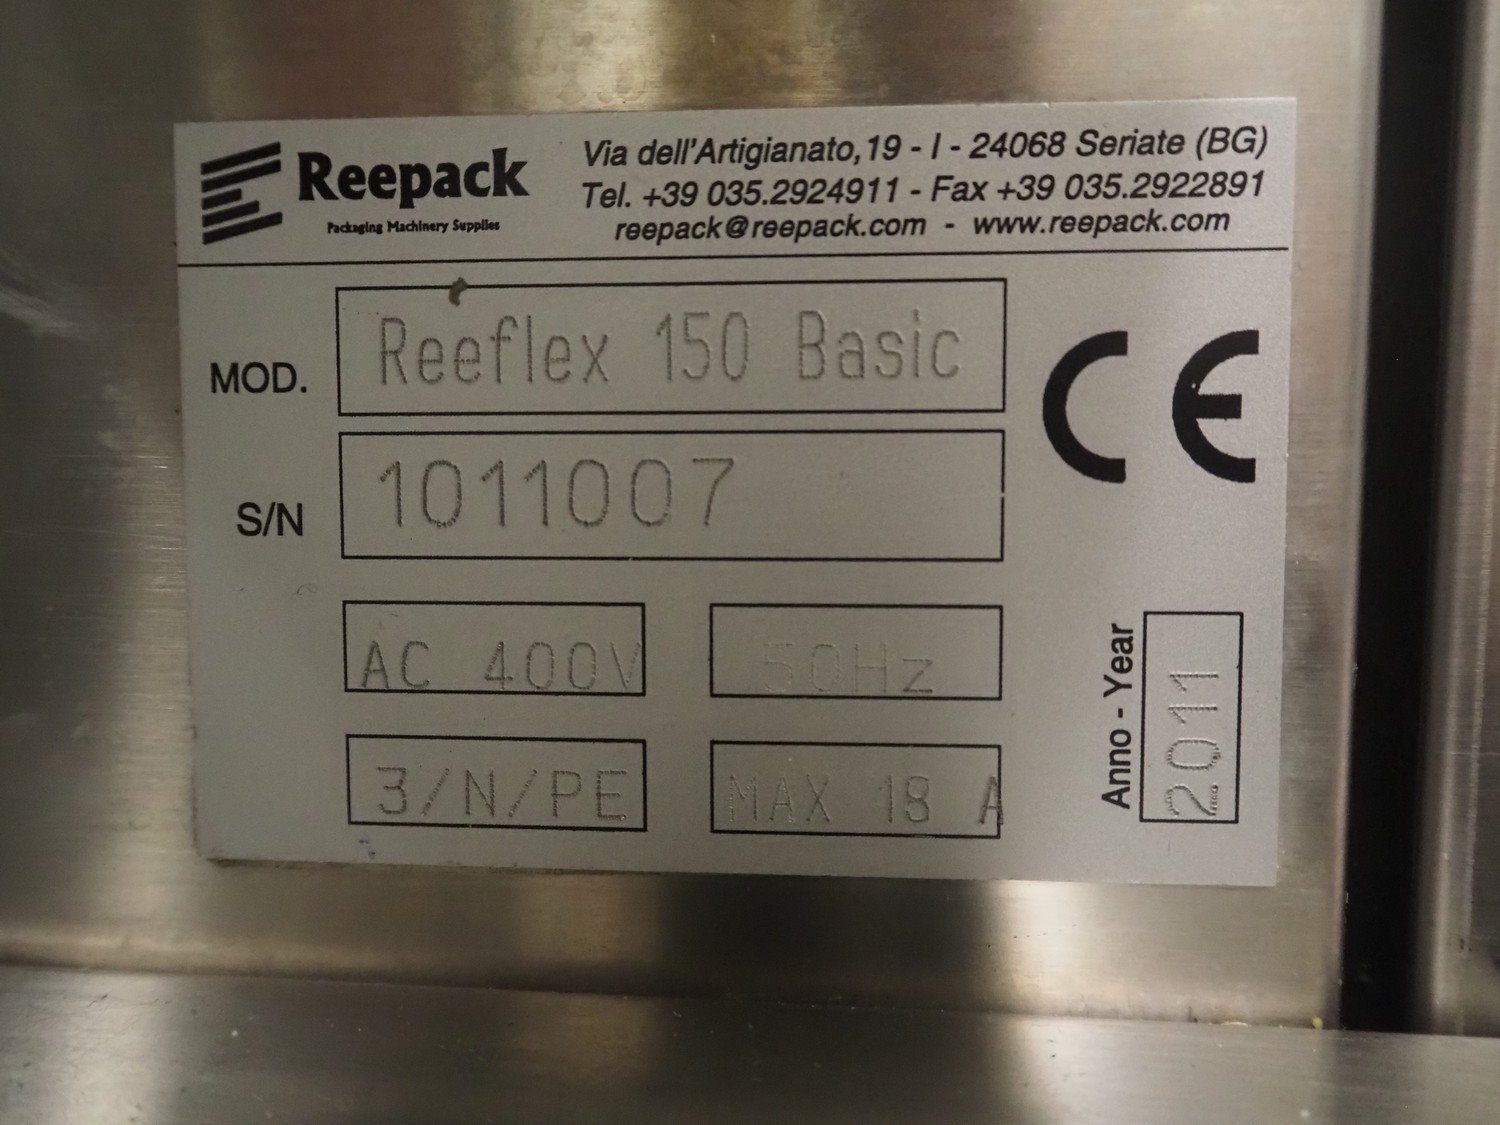 Reepack
Packaging Machinery Supplies
Via dell'Artigianato, 19 - I - 24068 Seriate (BG)
Tel. +39 035.2924911 - Fax +39 035.2922891
reepack@reepack.com - www.reepack.com
MOD. Reeflex 150 Basic
S/N 1011007
CE
AC 400V 50Hz
3/N/PE MAX 18 A
Anno - Year 2011